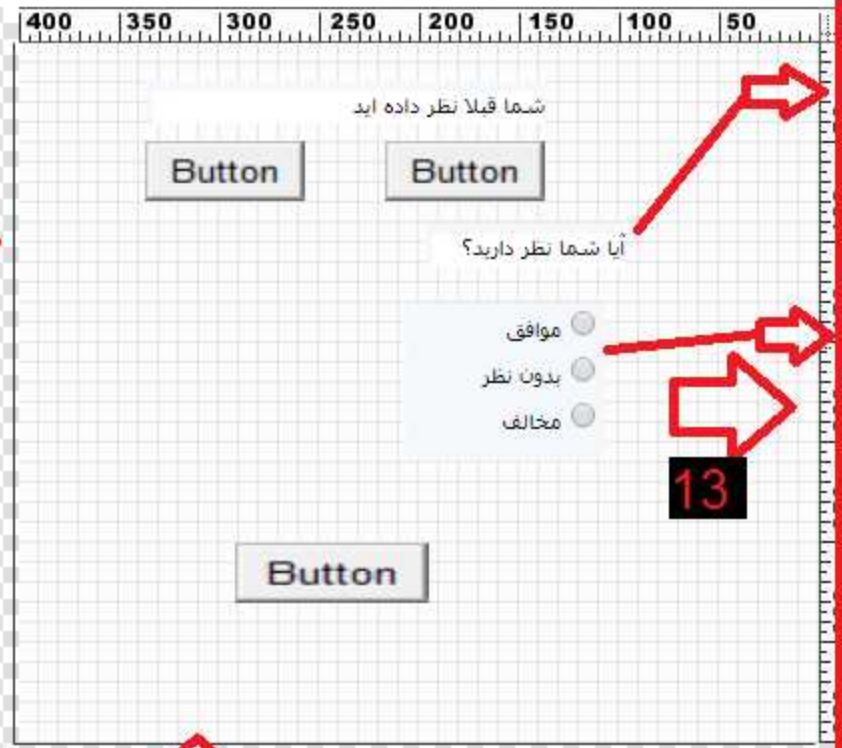 400 350 300 250 200 150 100 50
شما قبلا نظر داده اید
Button Button
آیا شما نظر دارید؟
موافق
بدون نظر
مخالف
13
Button